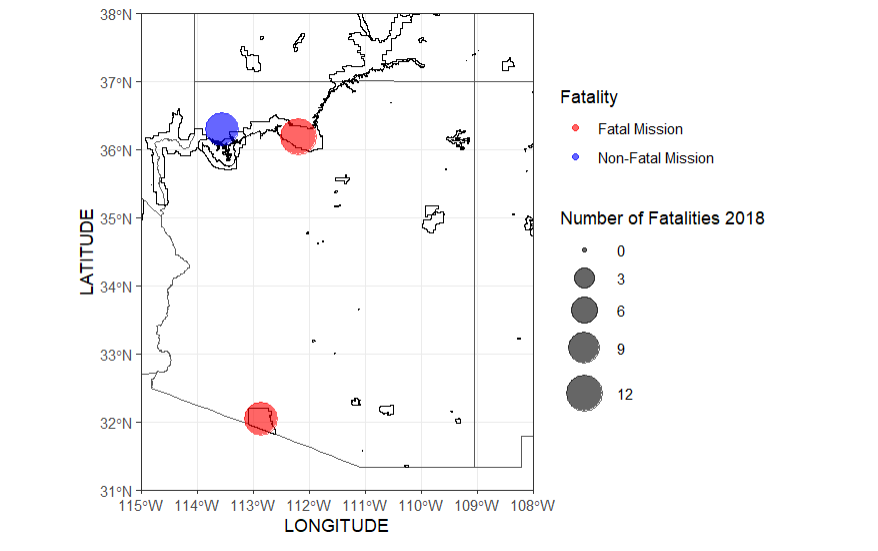 38°N
37°N
36°N
35°N
34°N
33°N
32°N
31°N
LATITUDE
115°W 114°W 113°W 112°W 111°W 110°W 109°W 108°W
LONGITUDE
Fatality
Fatal Mission
Non-Fatal Mission
Number of Fatalities 2018
0
3
6
9
12